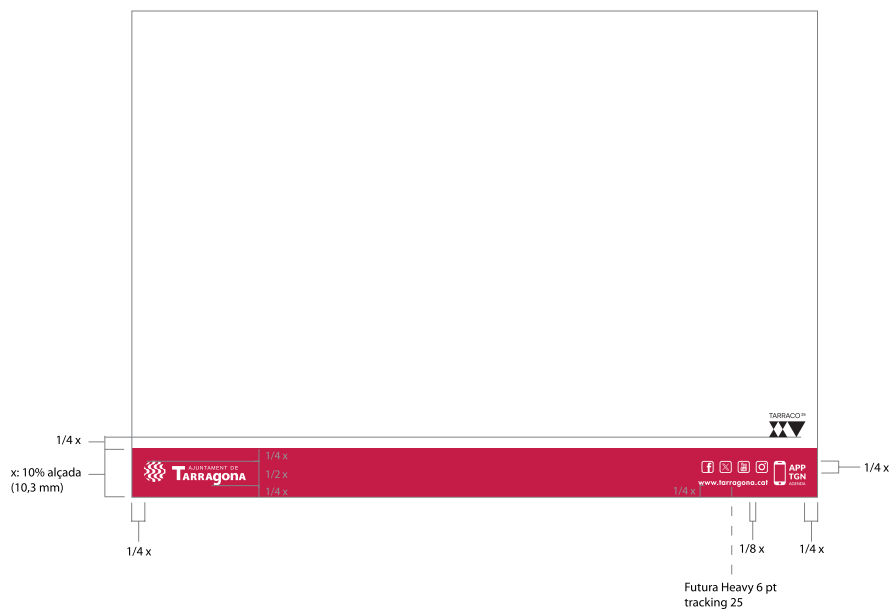 TARRACO²⁵
1/4 x
x: 10% alçada
(10,3 mm)
AJUNTAMENT DE
TARRAgona
1/4 x
1/2 x
1/4 x
www.tarragona.cat
APP
TGN
AGENDA
1/4 x
1/4 x
1/4 x
1/8 x
1/4 x
Futura Heavy 6 pt
tracking 25